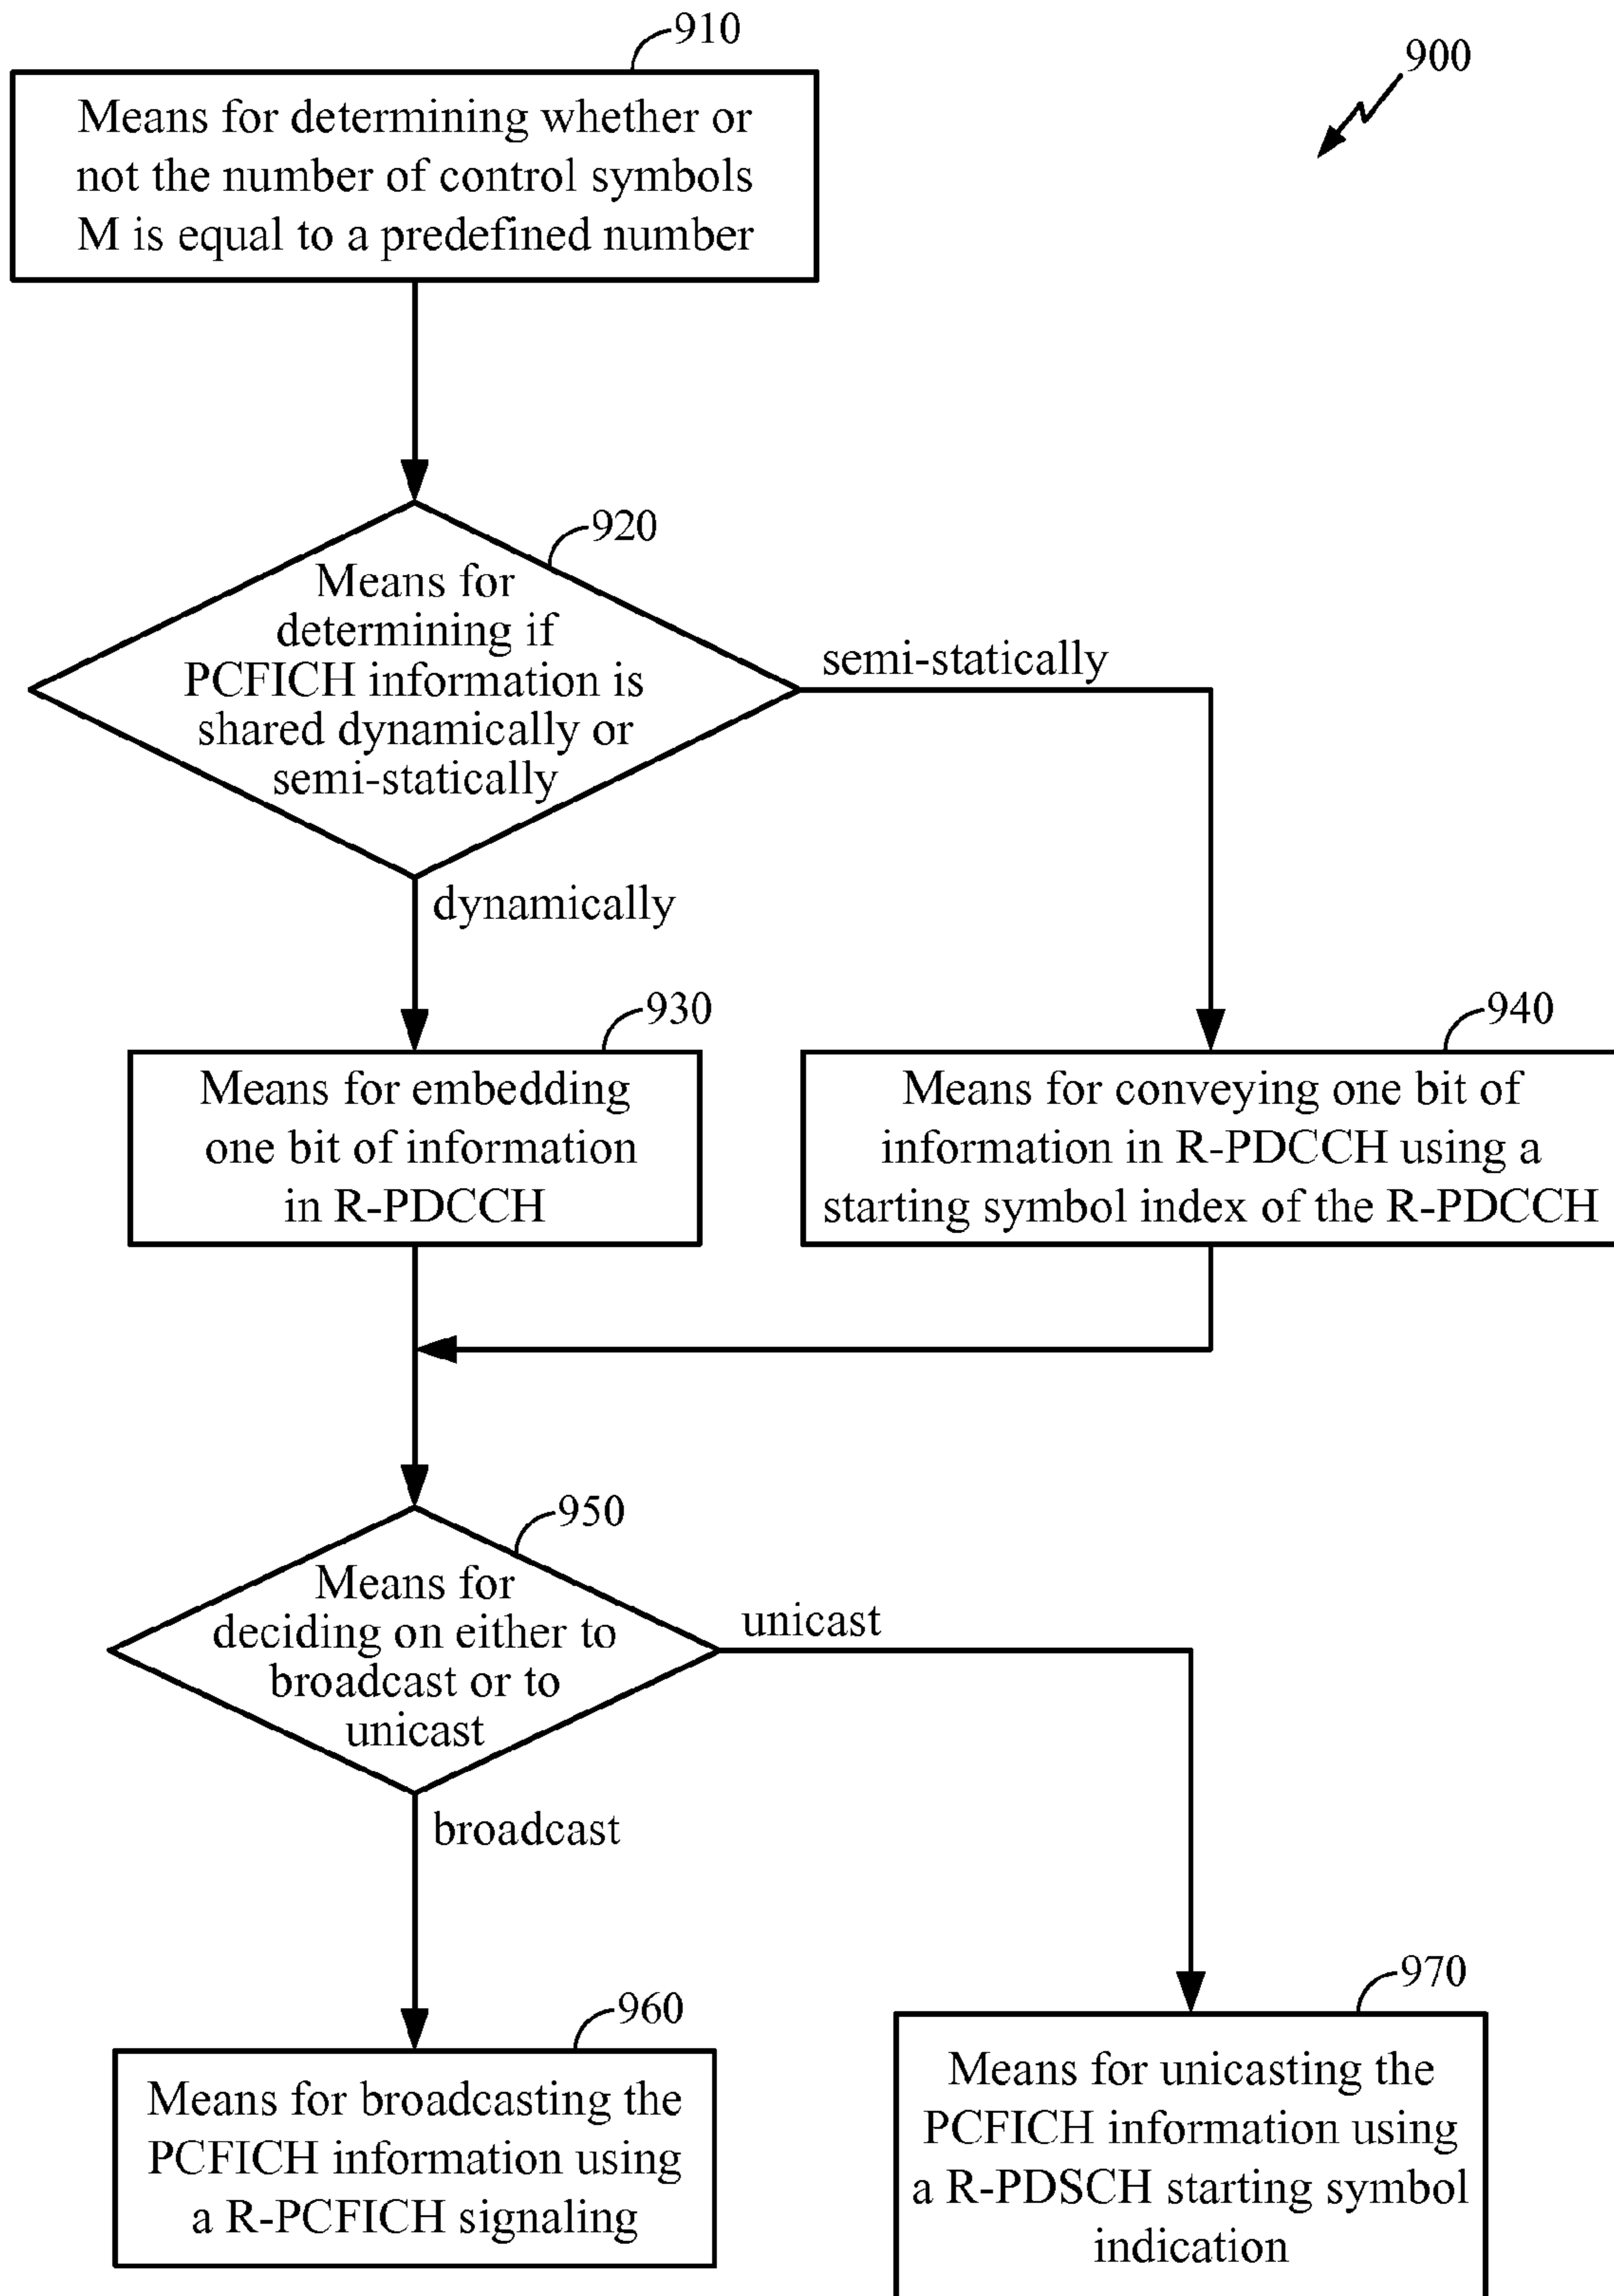 910
900
Means for determining whether or
not the number of control symbols
M is equal to a predefined number
920
Means for
determining if
PCFICH information is
shared dynamically or
semi-statically
semi-statically
dynamically
930
940
Means for embedding
one bit of information
in R-PDCCH
Means for conveying one bit of
information in R-PDCCH using a
starting symbol index of the R-PDCCH
950
Means for
deciding on either to
broadcast or to
unicast
unicast
broadcast
960
970
Means for broadcasting the
PCFICH information using
a R-PCFICH signaling
Means for unicasting the
PCFICH information using
a R-PDSCH starting symbol
indication